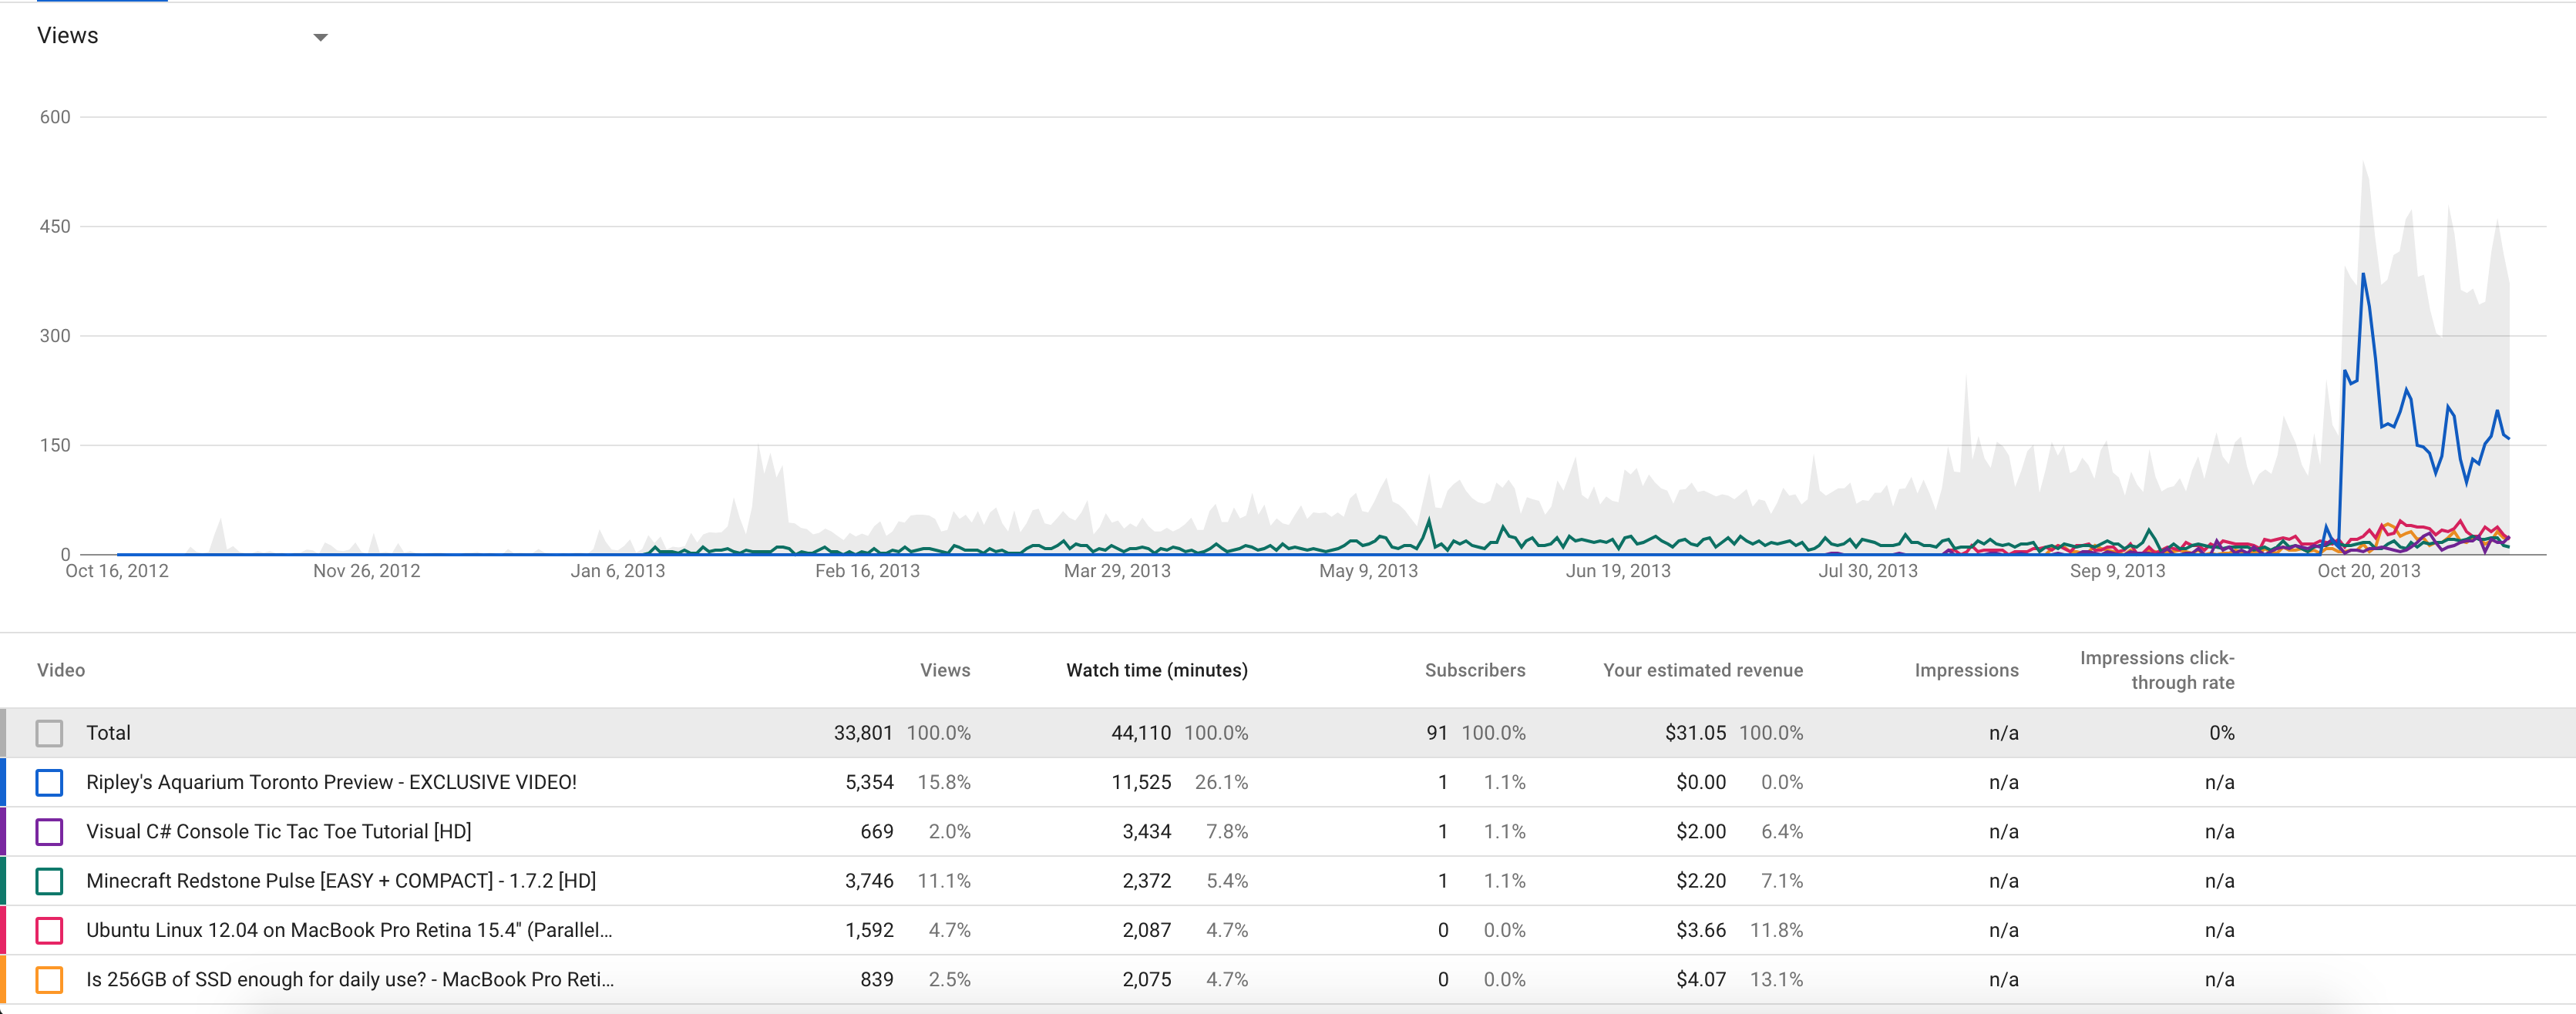 Views
600
450
300
150
0
Oct 16, 2012 Nov 26, 2012 Jan 6, 2013 Feb 16, 2013 Mar 29, 2013 May 9, 2013 Jun 19, 2013 Jul 30, 2013 Sep 9, 2013 Oct 20, 2013
Video Views Watch time (minutes) Subscribers Your estimated revenue Impressions Impressions click-
through rate
Total 33,801 100.0% 44,110 100.0% 91 100.0% $31.05 100.0% n/a 0%
Ripley's Aquarium Toronto Preview - EXCLUSIVE VIDEO! 5,354 15.8% 11,525 26.1% 1 1.1% $0.00 0.0% n/a n/a
Visual C# Console Tic Tac Toe Tutorial [HD] 669 2.0% 3,434 7.8% 1 1.1% $2.00 6.4% n/a n/a
Minecraft Redstone Pulse [EASY + COMPACT] - 1.7.2 [HD] 3,746 11.1% 2,372 5.4% 1 1.1% $2.20 7.1% n/a n/a
Ubuntu Linux 12.04 on MacBook Pro Retina 15.4" (Parallel... 1,592 4.7% 2,087 4.7% 0 0.0% $3.66 11.8% n/a n/a
Is 256GB of SSD enough for daily use? - MacBook Pro Reti... 839 2.5% 2,075 4.7% 0 0.0% $4.07 13.1% n/a n/a